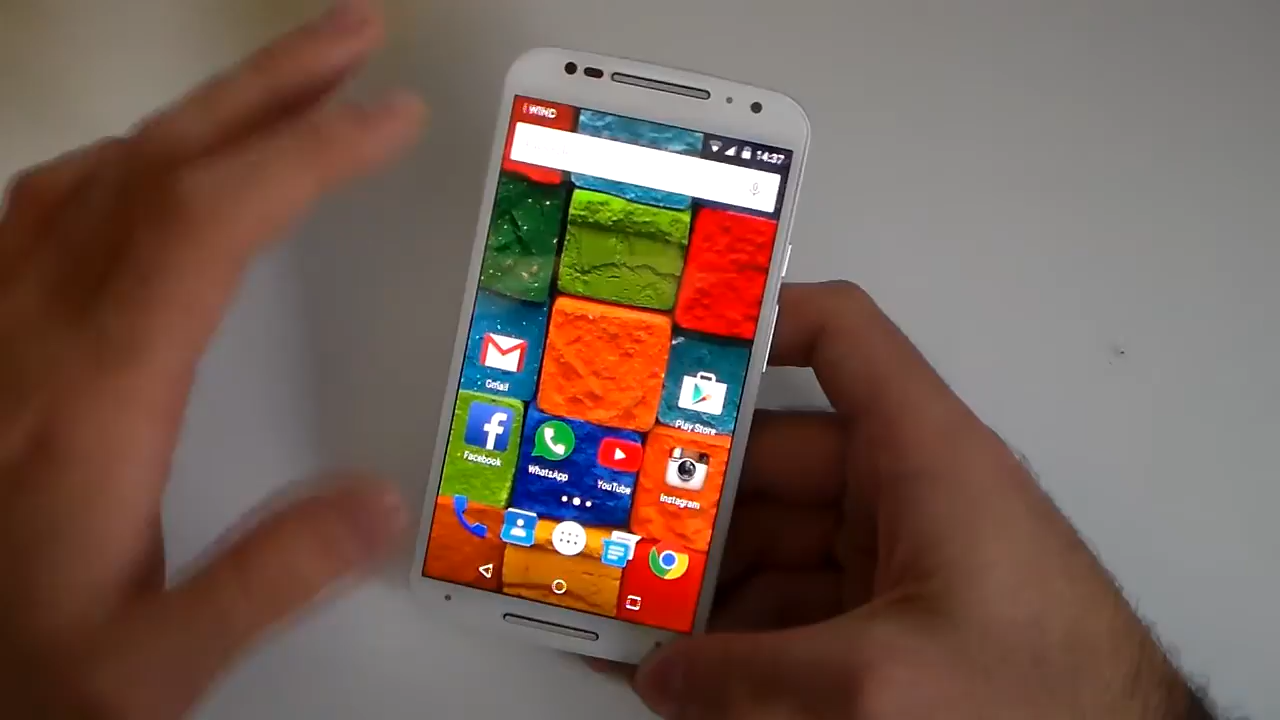 WIND
14:37
Gmail
Play Store
Facebook
WhatsApp
YouTube
Instagram